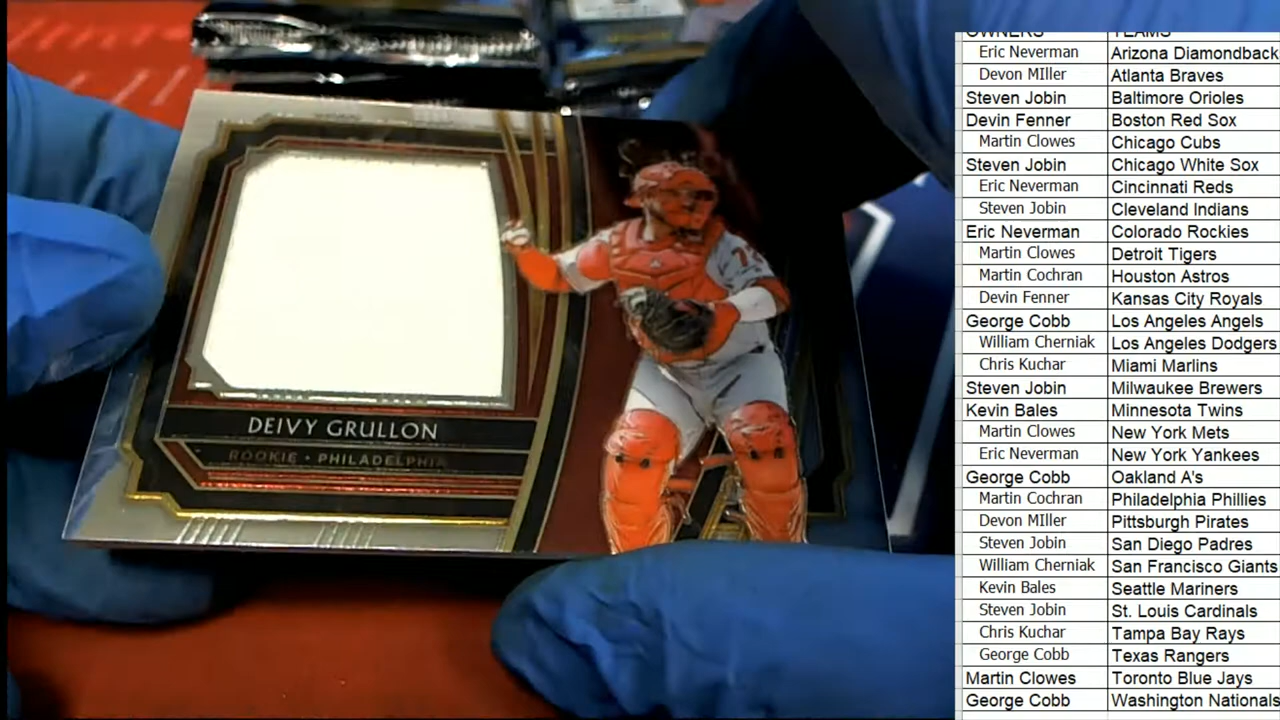 DEIVY GRULLON
ROOKIE • PHILADELPHIA
OWNERS TEAMS
Eric Neverman Arizona Diamondback
Devon MIller Atlanta Braves
Steven Jobin Baltimore Orioles
Devin Fenner Boston Red Sox
Martin Clowes Chicago Cubs
Steven Jobin Chicago White Sox
Eric Neverman Cincinnati Reds
Steven Jobin Cleveland Indians
Eric Neverman Colorado Rockies
Martin Clowes Detroit Tigers
Martin Cochran Houston Astros
Devin Fenner Kansas City Royals
George Cobb Los Angeles Angels
William Cherniak Los Angeles Dodgers
Chris Kuchar Miami Marlins
Steven Jobin Milwaukee Brewers
Kevin Bales Minnesota Twins
Martin Clowes New York Mets
Eric Neverman New York Yankees
George Cobb Oakland A's
Martin Cochran Philadelphia Phillies
Devon MIller Pittsburgh Pirates
Steven Jobin San Diego Padres
William Cherniak San Francisco Giants
Kevin Bales Seattle Mariners
Steven Jobin St. Louis Cardinals
Chris Kuchar Tampa Bay Rays
George Cobb Texas Rangers
Martin Clowes Toronto Blue Jays
George Cobb Washington Nationals